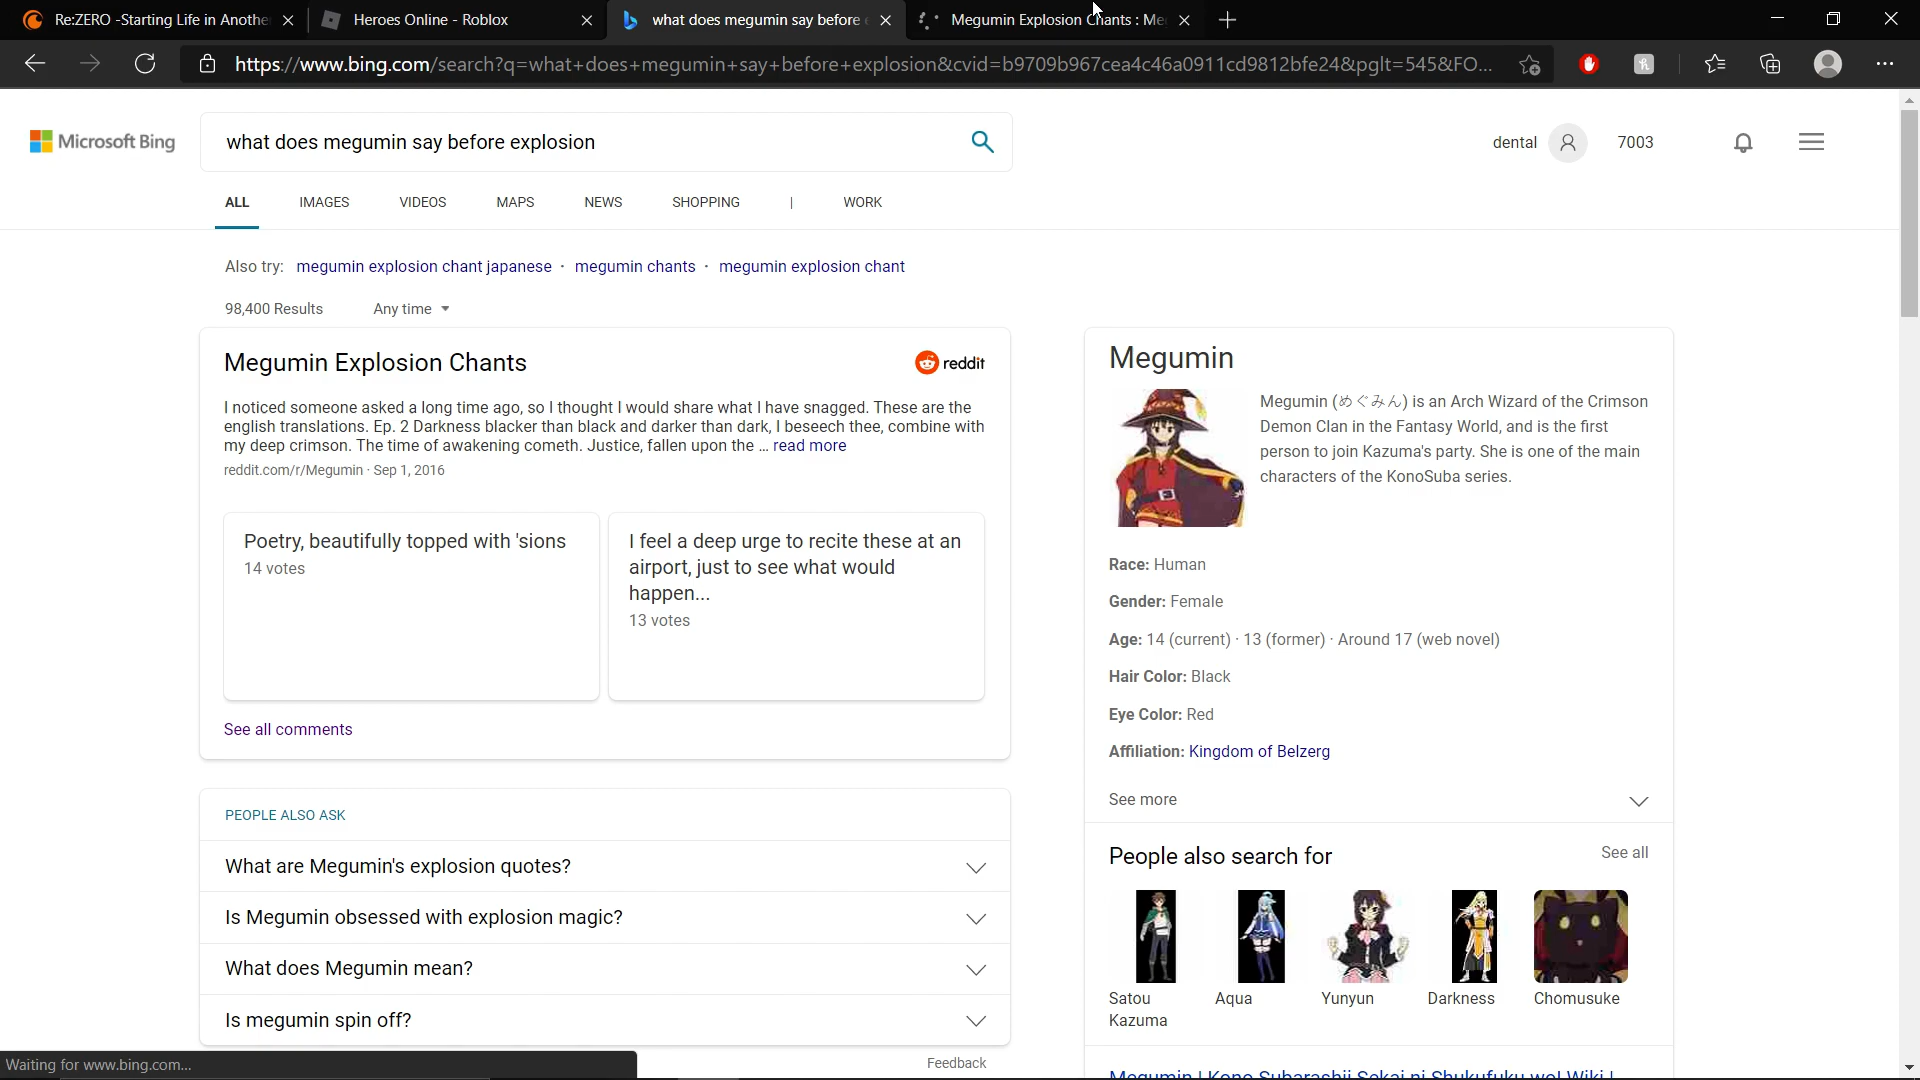 Re:ZERO -Starting Life in Anothe
Heroes Online - Roblox
what does megumin say before e
Megumin Explosion Chants : Me
https://www.bing.com/search?q=what+does+megumin+say+before+explosion&cvid=b9709b967cea4c46a0911cd9812bfe24&pglt=545&FO...
Microsoft Bing
what does megumin say before explosion
dental
7003
ALL IMAGES VIDEOS MAPS NEWS SHOPPING | WORK
Also try: megumin explosion chant japanese · megumin chants · megumin explosion chant
98,400 Results Any time
Megumin Explosion Chants
reddit
I noticed someone asked a long time ago, so I thought I would share what I have snagged. These are the
english translations. Ep. 2 Darkness blacker than black and darker than dark, I beseech thee, combine with
my deep crimson. The time of awakening cometh. Justice, fallen upon the ... read more
reddit.com/r/Megumin · Sep 1, 2016
Poetry, beautifully topped with 'sions
14 votes
I feel a deep urge to recite these at an
airport, just to see what would
happen...
13 votes
See all comments
PEOPLE ALSO ASK
What are Megumin's explosion quotes?
Is Megumin obsessed with explosion magic?
What does Megumin mean?
Is megumin spin off?
Feedback
Megumin
Megumin (めぐみん) is an Arch Wizard of the Crimson
Demon Clan in the Fantasy World, and is the first
person to join Kazuma's party. She is one of the main
characters of the KonoSuba series.
Race: Human
Gender: Female
Age: 14 (current) · 13 (former) · Around 17 (web novel)
Hair Color: Black
Eye Color: Red
Affiliation: Kingdom of Belzerg
See more
People also search for
See all
Satou
Kazuma
Aqua
Yunyun
Darkness
Chomusuke
Megumin | Kono Subarashii Sekai ni Shukufuku wo! Wiki |
Waiting for www.bing.com...